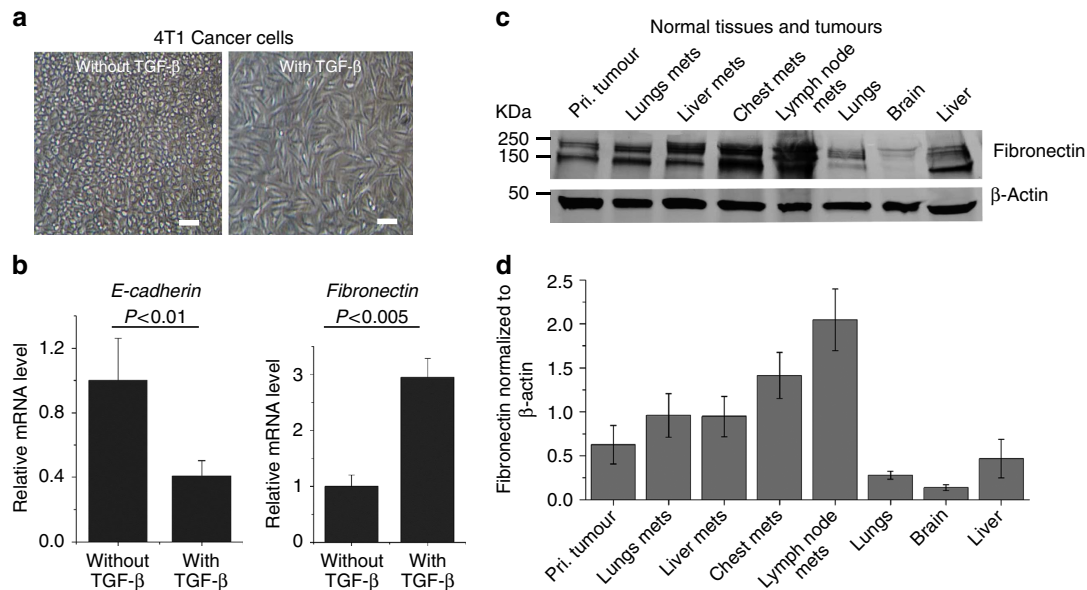 a
4T1 Cancer cells
Without TGF-β
With TGF-β
b
E-cadherin
P<0.01
Relative mRNA level
1.2
0.8
0.4
0.0
Without
TGF-β
With
TGF-β
Fibronectin
P<0.005
Relative mRNA level
3
2
1
0
Without
TGF-β
With
TGF-β
c
Normal tissues and tumours
Pri. tumour
Lungs mets
Liver mets
Chest mets
Lymph node
mets
Lungs
Brain
Liver
KDa
250
150
50
Fibronectin
β-Actin
d
Fibronectin normalized to
β-actin
2.5
2.0
1.5
1.0
0.5
0.0
Pri. tumour
Lungs mets
Liver mets
Chest mets
Lymph node
mets
Lungs
Brain
Liver